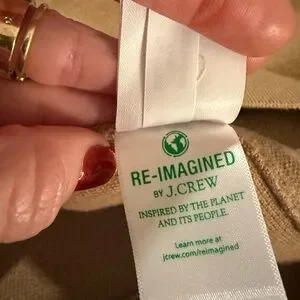 RE-IMAGINED
BY J.CREW
INSPIRED BY THE PLANET
AND ITS PEOPLE.
Learn more at
jcrew.com/reimagined